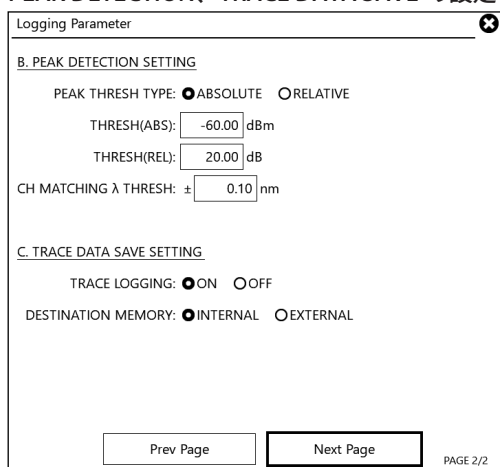 Logging Parameter
B. PEAK DETECTION SETTING
PEAK THRESH TYPE: ABSOLUTE RELATIVE
THRESH(ABS): -60.00 dBm
THRESH(REL): 20.00 dB
CH MATCHING λ THRESH: ± 0.10 nm
C. TRACE DATA SAVE SETTING
TRACE LOGGING: ON OFF
DESTINATION MEMORY: INTERNAL EXTERNAL
Prev Page Next Page PAGE 2/2